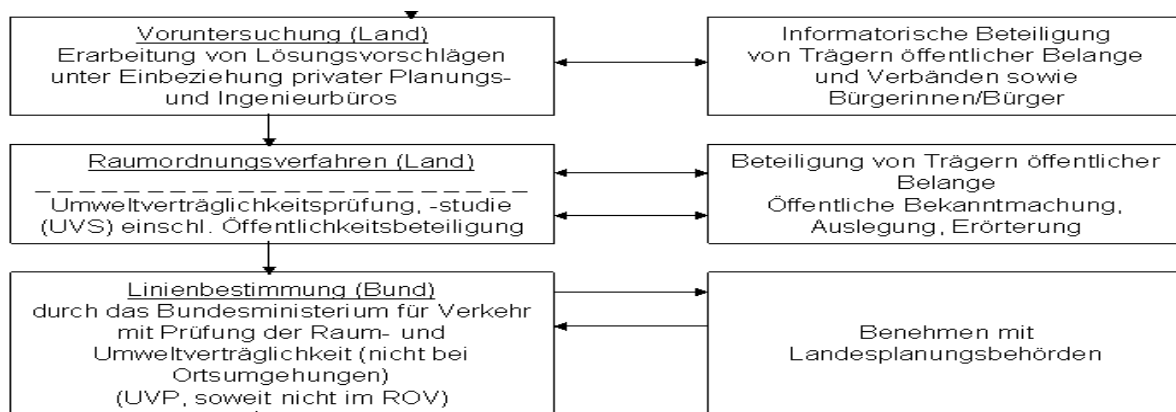 Voruntersuchung (Land)
Erarbeitung von Lösungsvorschlägen
unter Einbeziehung privater Planungs-
und Ingenieurbüros
Informatorische Beteiligung
von Trägern öffentlicher Belange
und Verbänden sowie
Bürgerinnen/Bürger
Raumordnungsverfahren (Land)
Umweltverträglichkeitsprüfung, -studie
(UVS) einschl. Öffentlichkeitsbeteiligung
Beteiligung von Trägern öffentlicher
Belange
Öffentliche Bekanntmachung,
Auslegung, Erörterung
Linienbestimmung (Bund)
durch das Bundesministerium für Verkehr
mit Prüfung der Raum- und
Umweltverträglichkeit (nicht bei
Ortsumgehungen)
(UVP, soweit nicht im ROV)
Benehmen mit
Landesplanungsbehörden